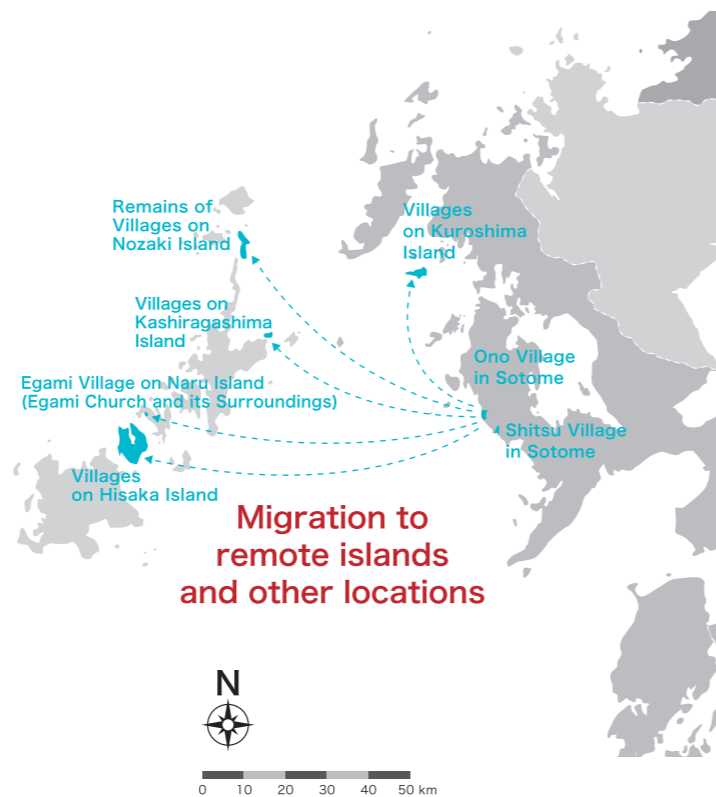 Remains of
Villages on
Nozaki Island
Villages
on Kuroshima
Island
Villages on
Kashiragashima
Island
Ono Village
in Sotome
Egami Village on Naru Island
(Egami Church and its Surroundings)
Shitsu Village
in Sotome
Villages
on Hisaka Island
Migration to
remote islands
and other locations
N
0 10 20 30 40 50 km